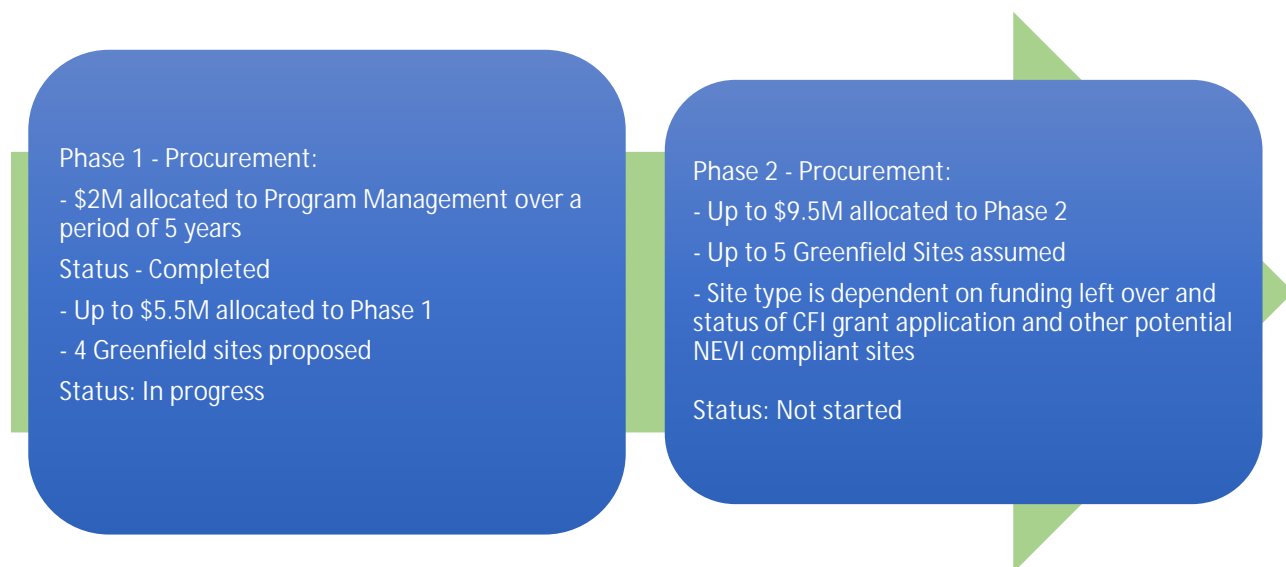 Phase 1 - Procurement:
- $2M allocated to Program Management over a
period of 5 years
Status - Completed
- Up to $5.5M allocated to Phase 1
- 4 Greenfield sites proposed
Status: In progress
Phase 2 - Procurement:
- Up to $9.5M allocated to Phase 2
- Up to 5 Greenfield Sites assumed
- Site type is dependent on funding left over and
status of CFI grant application and other potential
NEVI compliant sites
Status: Not started